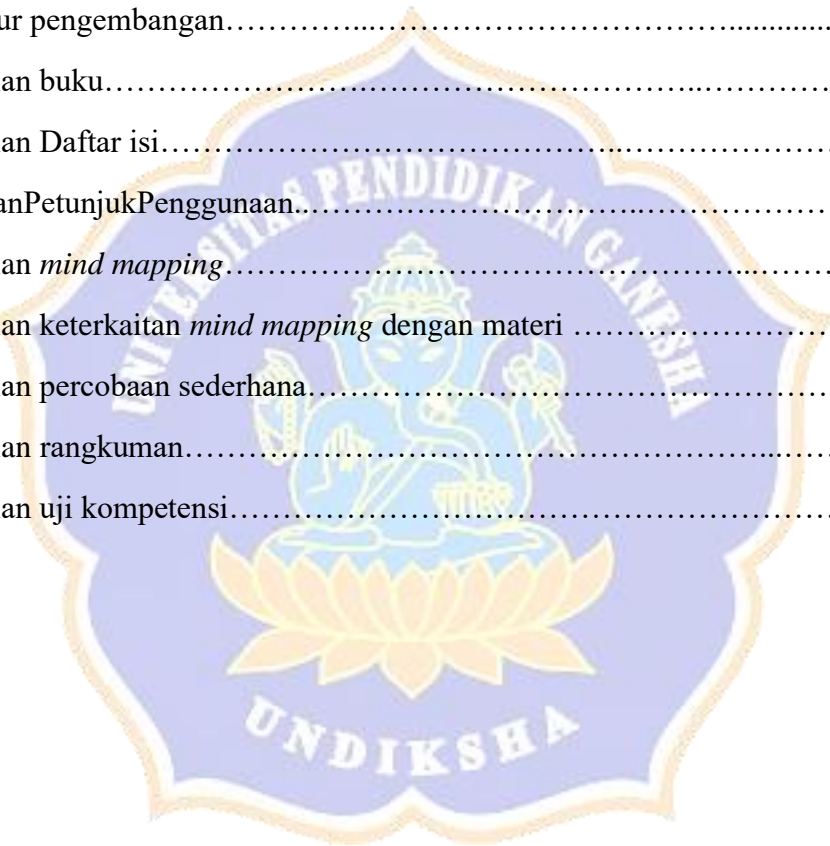 ur pengembangan…………...………………………………...............
an buku…………………….………………………………..…………
an Daftar isi……………………………………….…………………
anPetunjukPenggunaan.…………………………….………………
an mind mapping……………………………………………...………
an keterkaitan mind mapping dengan materi ……………………
an percobaan sederhana………………………………………………
an rangkuman…………………………………………………...……
an uji kompetensi………………………………………………………
UNIVERSITAS PENDIDIKAN GANESHA
UNDIKSHA